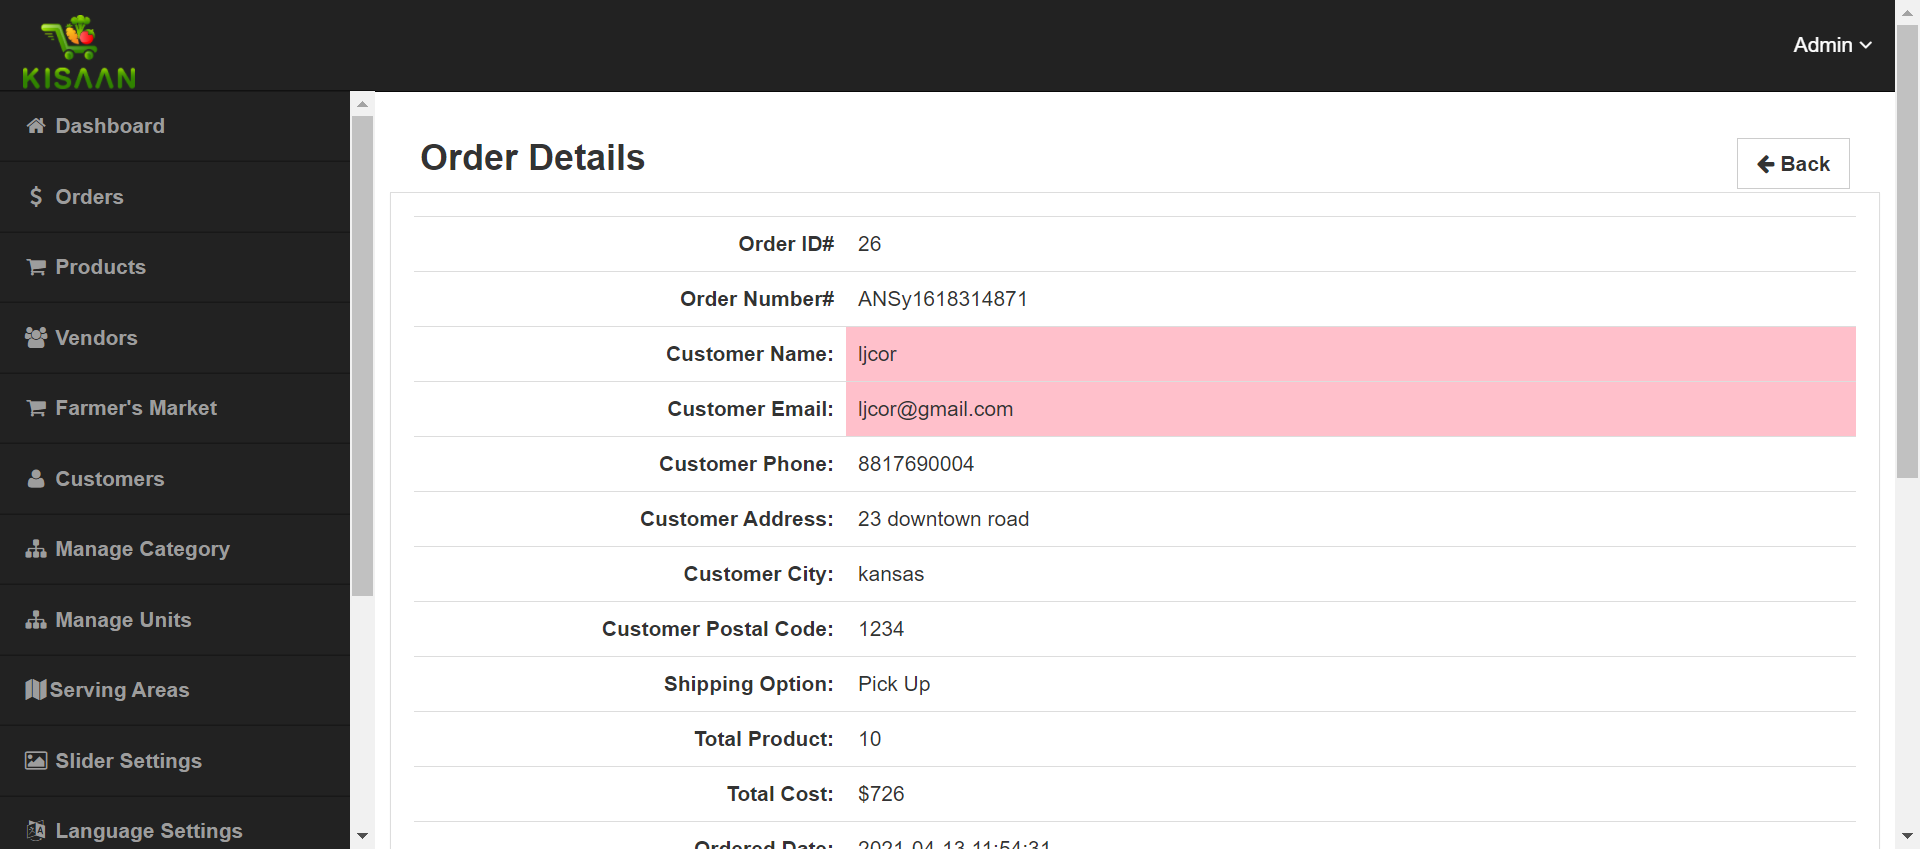 KISAAN
Admin
Dashboard
Orders
Products
Vendors
Farmer's Market
Customers
Manage Category
Manage Units
Serving Areas
Slider Settings
Language Settings
Order Details
Back
Order ID# 26
Order Number# ANSy1618314871
Customer Name: ljcor
Customer Email: ljcor@gmail.com
Customer Phone: 8817690004
Customer Address: 23 downtown road
Customer City: kansas
Customer Postal Code: 1234
Shipping Option: Pick Up
Total Product: 10
Total Cost: $726
Ordered Date: 2021-04-13 11:54:31